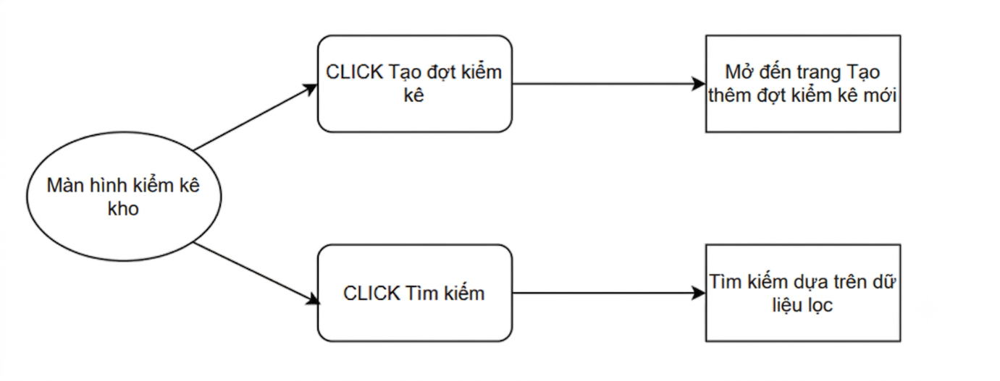 CLICK Tạo đợt kiểm
kê
Mở đến trang Tạo
thêm đợt kiểm kê mới
Màn hình kiểm kê
kho
CLICK Tìm kiếm
Tìm kiếm dựa trên dữ
liệu lọc